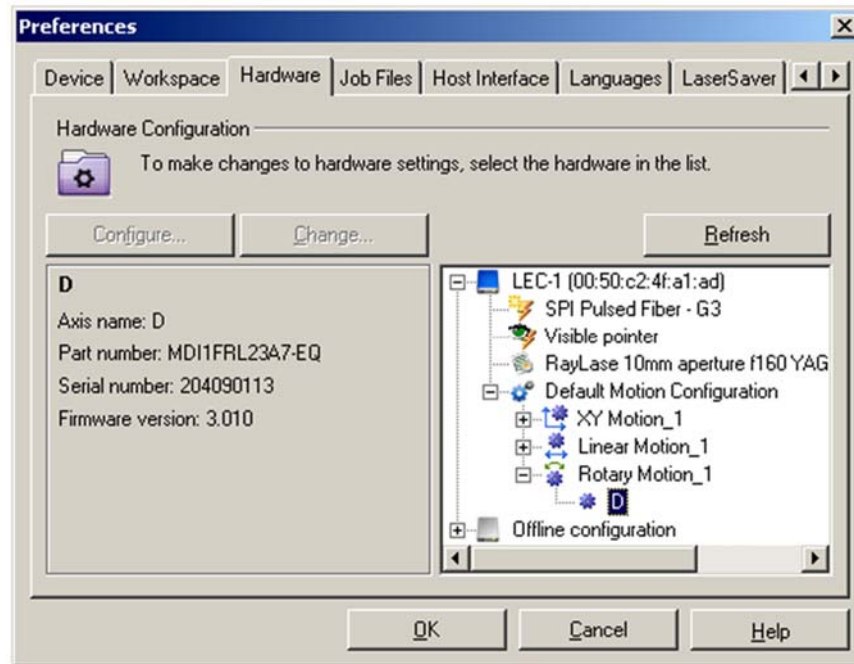 Preferences
Device Workspace Hardware Job Files Host Interface Languages LaserSaver
Hardware Configuration
To make changes to hardware settings, select the hardware in the list.
Configure... Change... Refresh
D
Axis name: D
Part number: MDI1FRL23A7-EQ
Serial number: 204090113
Firmware version: 3.010
LEC-1 (00:50:c2:4f:a1:ad)
SPI Pulsed Fiber - G3
Visible pointer
RayLase 10mm aperture f160 YAG
Default Motion Configuration
XY Motion_1
Linear Motion_1
Rotary Motion_1
D
Offline configuration
OK Cancel Help